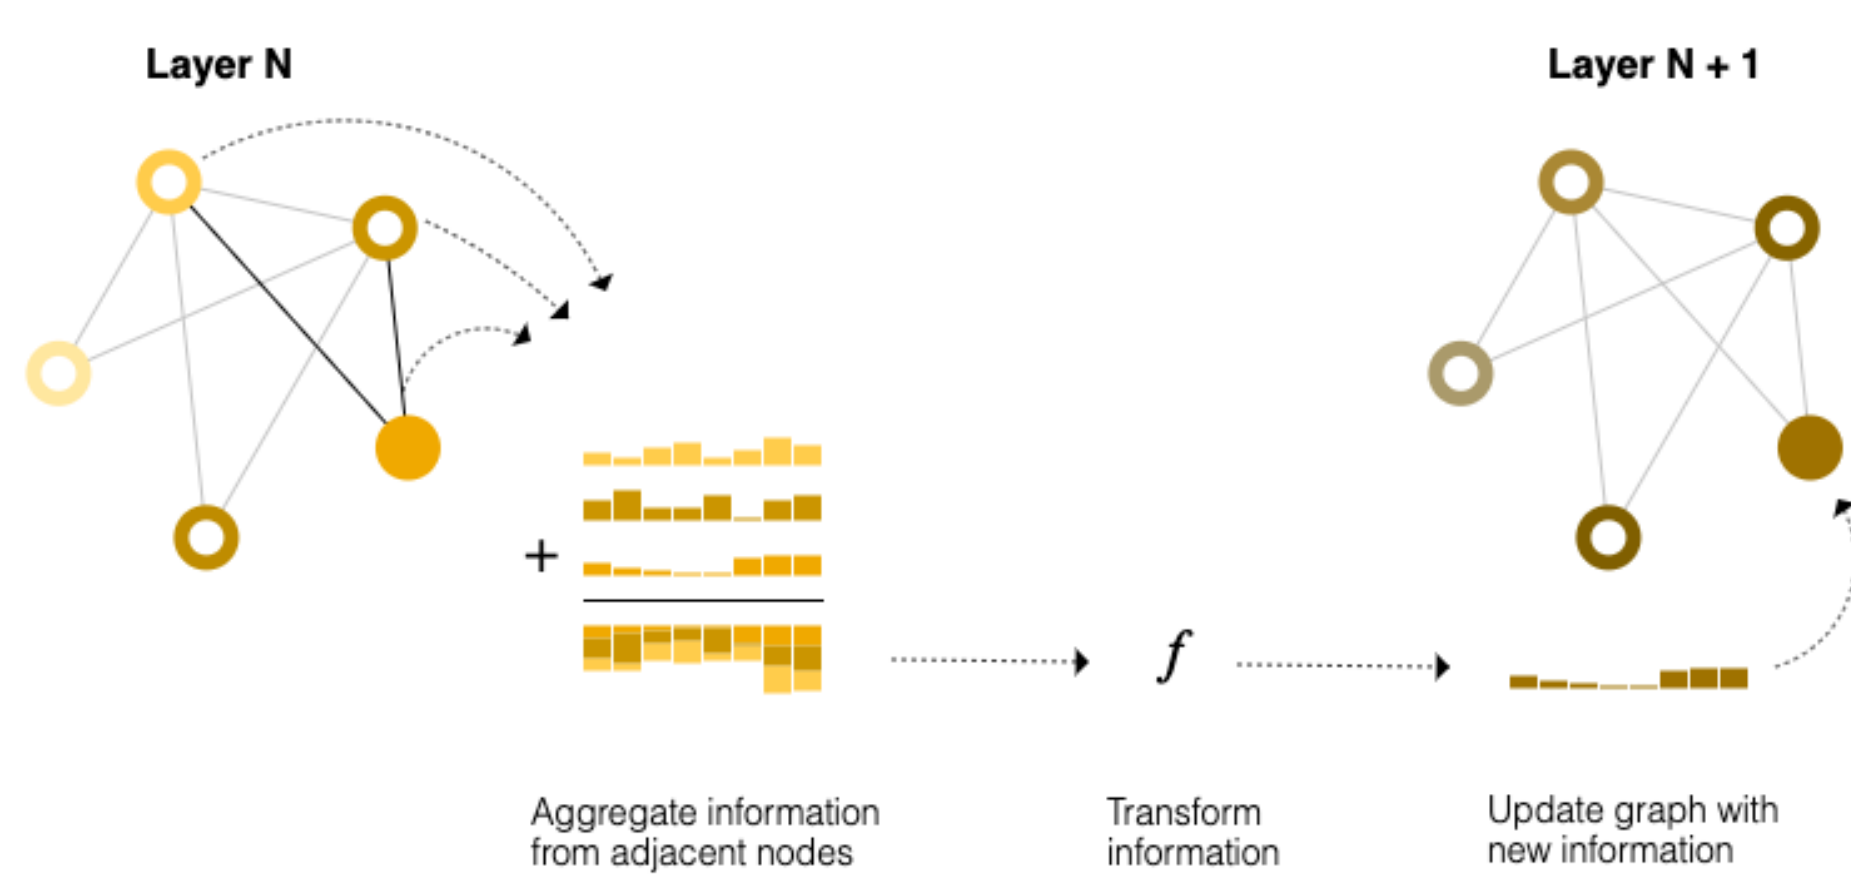 Layer N
Layer N + 1
+
f
Aggregate information
from adjacent nodes
Transform
information
Update graph with
new information